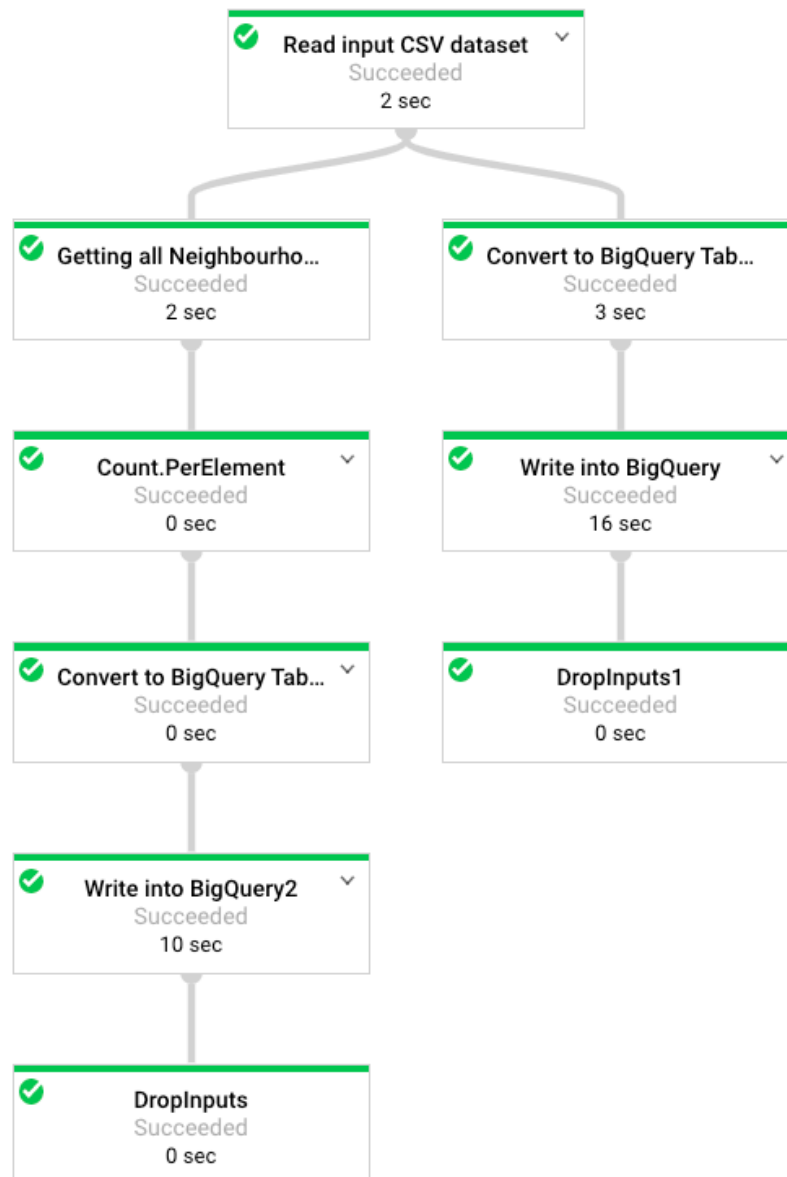 Read input CSV dataset
Succeeded
2 sec
Getting all Neighbourho...
Succeeded
2 sec
Convert to BigQuery Tab...
Succeeded
3 sec
Count.PerElement
Succeeded
0 sec
Write into BigQuery
Succeeded
16 sec
Convert to BigQuery Tab...
Succeeded
0 sec
DropInputs1
Succeeded
0 sec
Write into BigQuery2
Succeeded
10 sec
DropInputs
Succeeded
0 sec